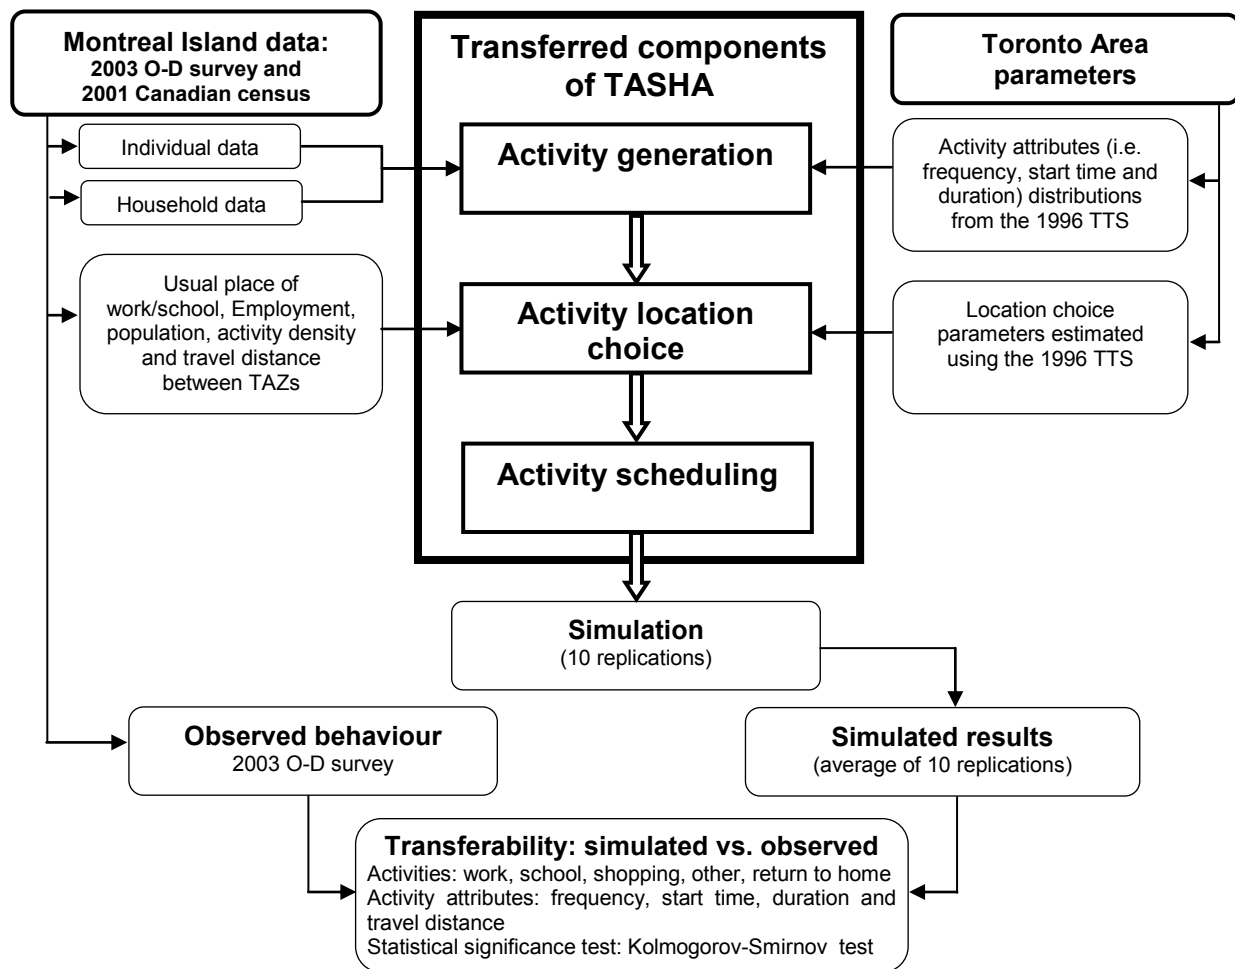 Montreal Island data:
2003 O-D survey and
2001 Canadian census
Transferred components
of TASHA
Toronto Area
parameters
Individual data
Household data
Activity generation
Activity attributes (i.e.
frequency, start time and
duration) distributions
from the 1996 TTS
Usual place of
work/school, Employment,
population, activity density
and travel distance
between TAZs
Activity location
choice
Location choice
parameters estimated
using the 1996 TTS
Activity scheduling
Simulation
(10 replications)
Observed behaviour
2003 O-D survey
Simulated results
(average of 10 replications)
Transferability: simulated vs. observed
Activities: work, school, shopping, other, return to home
Activity attributes: frequency, start time, duration and
travel distance
Statistical significance test: Kolmogorov-Smirnov test